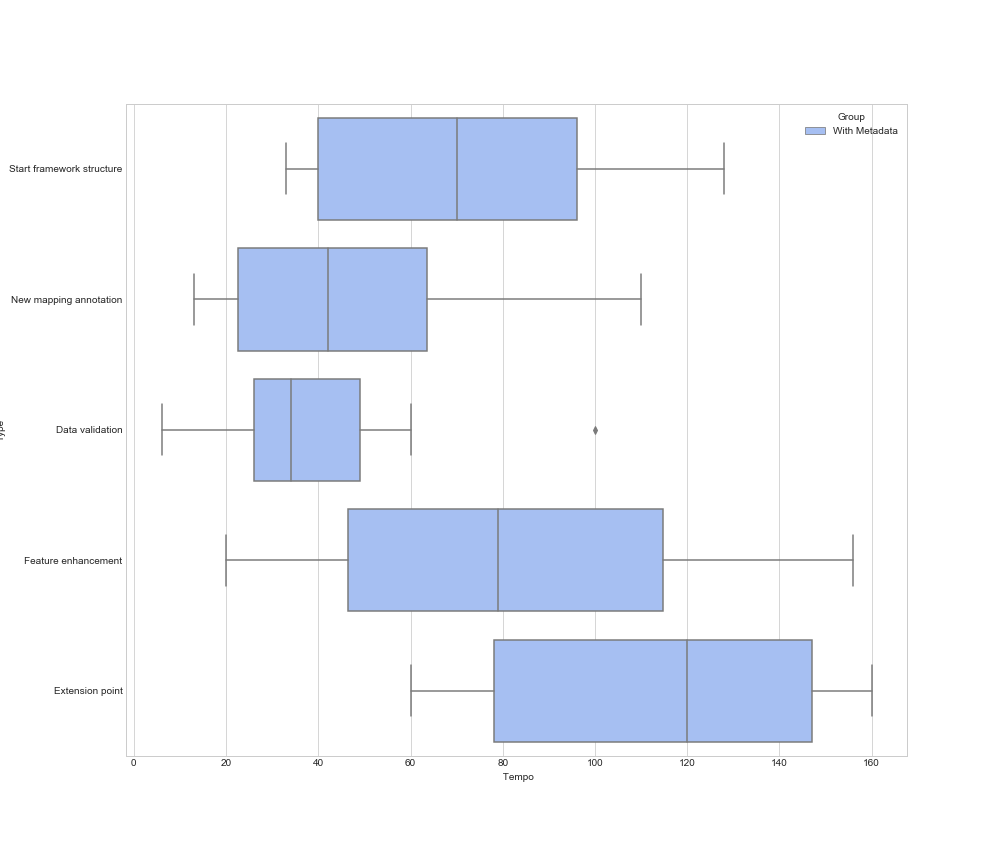 Group
With Metadata
Start framework structure
New mapping annotation
Data validation
Feature enhancement
Extension point
0 20 40 60 80 100 120 140 160
Tempo